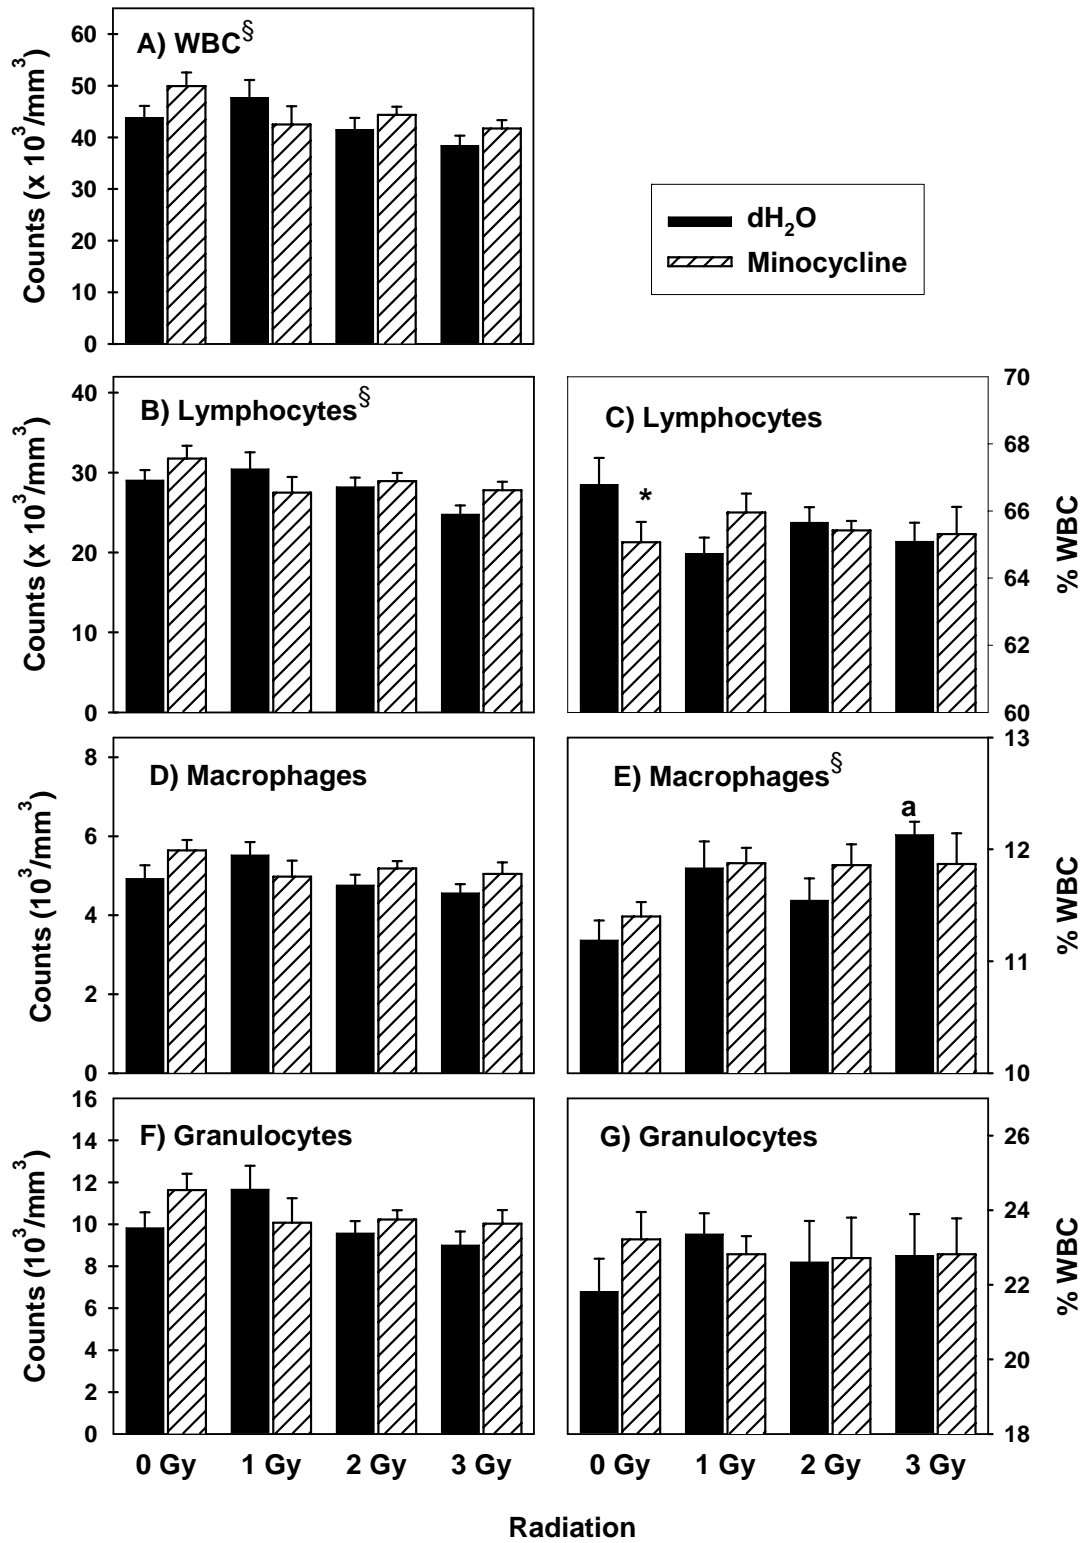 A) WBC§
Counts (x 10³/mm³)
60
50
40
30
20
10
0
dH₂O
Minocycline
B) Lymphocytes§
Counts (x 10³/mm³)
40
30
20
10
0
C) Lymphocytes
*
% WBC
70
68
66
64
62
60
D) Macrophages
Counts (10³/mm³)
8
6
4
2
0
E) Macrophages§
a
% WBC
13
12
11
10
F) Granulocytes
Counts (10³/mm³)
16
14
12
10
8
6
4
2
0
G) Granulocytes
% WBC
26
24
22
20
18
0 Gy 1 Gy 2 Gy 3 Gy
0 Gy 1 Gy 2 Gy 3 Gy
Radiation